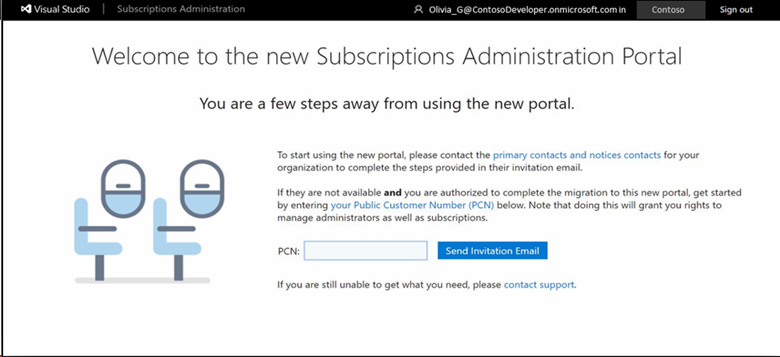 Visual Studio | Subscriptions Administration Olivia_G@ContosoDeveloper.onmicrosoft.com in Contoso Sign out
Welcome to the new Subscriptions Administration Portal
You are a few steps away from using the new portal.
To start using the new portal, please contact the primary contacts and notices contacts for your
organization to complete the steps provided in their invitation email.
If they are not available and you are authorized to complete the migration to this new portal, get started
by entering your Public Customer Number (PCN) below. Note that doing this will grant you rights to
manage administrators as well as subscriptions.
PCN: Send Invitation Email
If you are still unable to get what you need, please contact support.